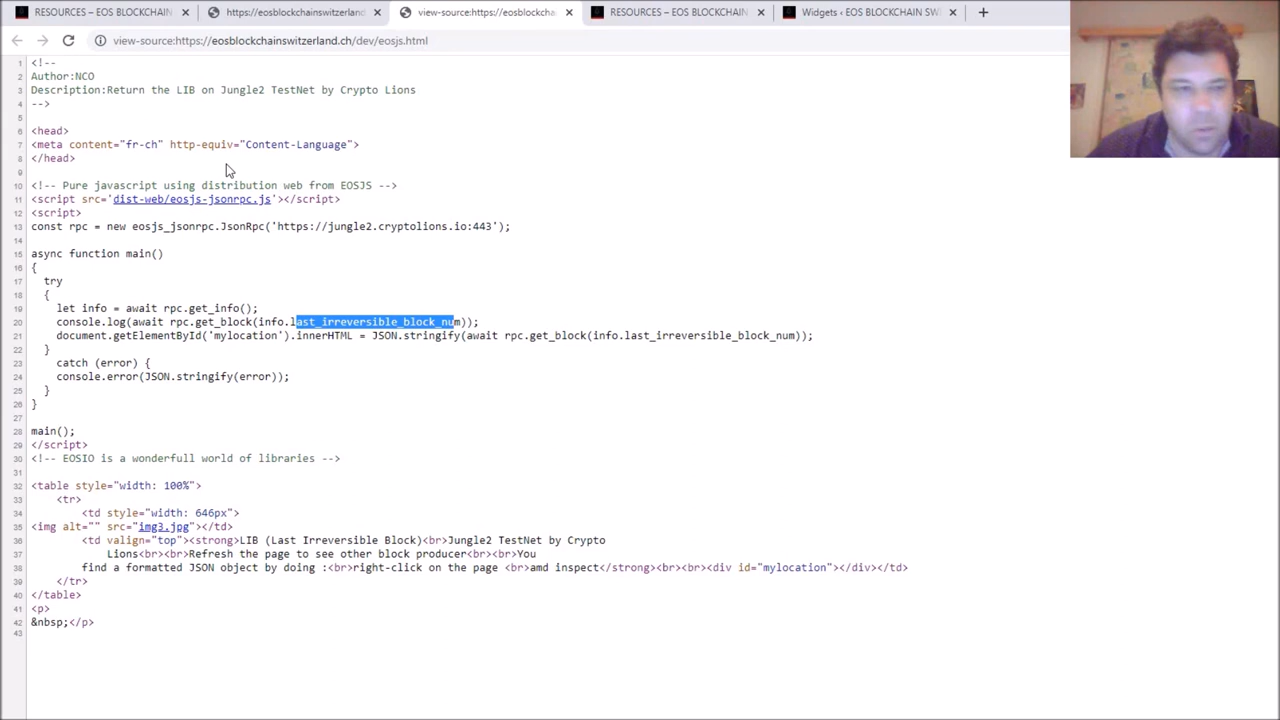 RESOURCES – EOS BLOCKCHAIN
https://eosblockchainswitzerland
view-source:https://eosblockcha
RESOURCES – EOS BLOCKCHAIN
Widgets ‹ EOS BLOCKCHAIN SW
view-source:https://eosblockchainswitzerland.ch/dev/eosjs.html
1 <!--
2 Author:NCO
3 Description:Return the LIB on Jungle2 TestNet by Crypto Lions
4 -->
5
6 <head>
7 <meta content="fr-ch" http-equiv="Content-Language">
8 </head>
9
10 <!-- Pure javascript using distribution web from EOSJS -->
11 <script src='dist-web/eosjs-jsonrpc.js'></script>
12 <script>
13 const rpc = new eosjs_jsonrpc.JsonRpc('https://jungle2.cryptolions.io:443');
14
15 async function main()
16 {
17 try
18 {
19 let info = await rpc.get_info();
20 console.log(await rpc.get_block(info.last_irreversible_block_num));
21 document.getElementById('mylocation').innerHTML = JSON.stringify(await rpc.get_block(info.last_irreversible_block_num));
22 }
23 catch (error) {
24 console.error(JSON.stringify(error));
25 }
26 }
27
28 main();
29 </script>
30 <!-- EOSIO is a wonderfull world of libraries -->
31
32 <table style="width: 100%">
33 <tr>
34 <td style="width: 646px">
35 <img alt="" src="img3.jpg"></td>
36 <td valign="top"><strong>LIB (Last Irreversible Block)<br>Jungle2 TestNet by Crypto
37 Lions<br><br>Refresh the page to see other block producer<br><br>You
38 find a formatted JSON object by doing :<br>right-click on the page <br>amd inspect</strong><br><br><div id="mylocation"></div></td>
39 </tr>
40 </table>
41 <p>
42 &nbsp;</p>
43